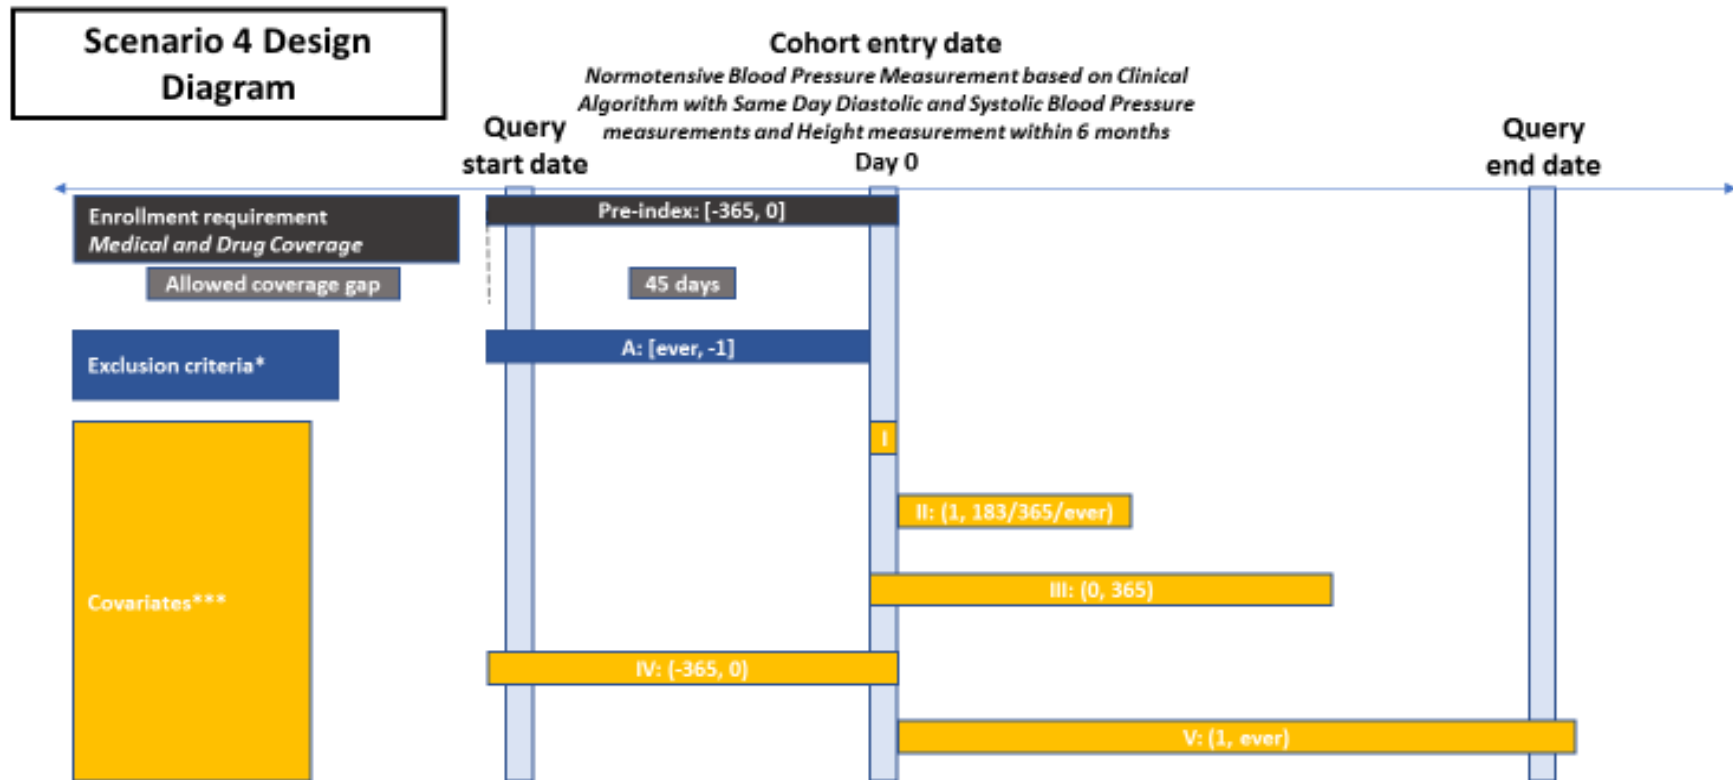 Scenario 4 Design
Diagram
Cohort entry date
Normotensive Blood Pressure Measurement based on Clinical
Algorithm with Same Day Diastolic and Systolic Blood Pressure
measurements and Height measurement within 6 months
Day 0
Query
start date
Query
end date
Enrollment requirement
Medical and Drug Coverage
Pre-index: [-365, 0]
Allowed coverage gap
45 days
Exclusion criteria*
A: [ever, -1]
Covariates***
I
II: (1, 183/365/ever)
III: (0, 365)
IV: (-365, 0)
V: (1, ever)